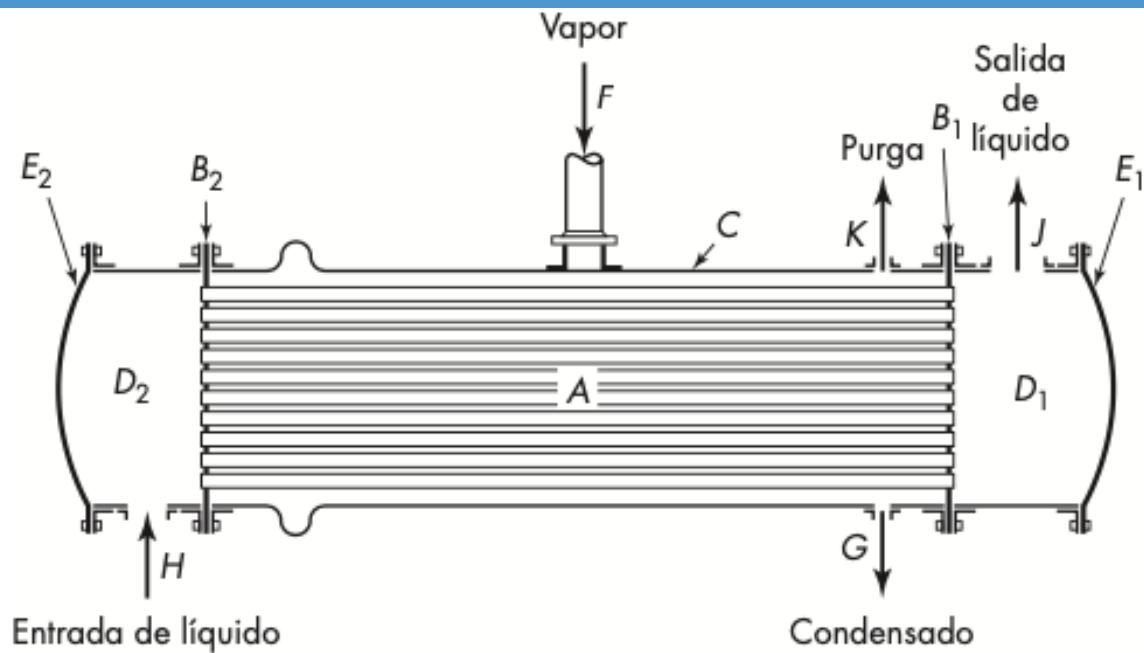 Vapor
F
Salida
de
líquido
Purga
B₁
E₁
E₂
B₂
C
K
J
D₂
A
D₁
H
G
Entrada de líquido
Condensado